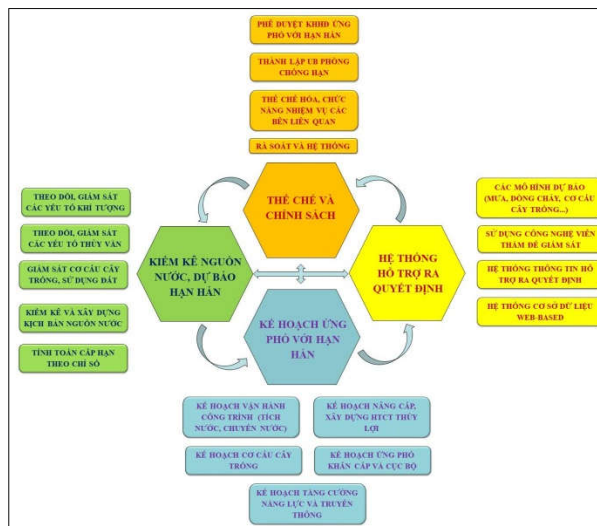 PHÊ DUYỆT KHHĐ ỨNG
PHÓ VỚI HẠN HÁN
THÀNH LẬP UB PHÒNG
CHỐNG HẠN
THỂ CHẾ HÓA, CHỨC
NĂNG NHIỆM VỤ CÁC
BÊN LIÊN QUAN
RÀ SOÁT VÀ HỆ THỐNG
THỂ CHẾ VÀ
CHÍNH SÁCH
THEO DÕI, GIÁM SÁT
CÁC YẾU TỐ KHÍ TƯỢNG
THEO DÕI, GIÁM SÁT
CÁC YẾU TỐ THỦY VĂN
GIÁM SÁT CƠ CẤU CÂY
TRỒNG, SỬ DỤNG ĐẤT
KIỂM KÊ VÀ XÂY DỰNG
KỊCH BẢN NGUỒN NƯỚC
TÍNH TOÁN CẤP HẠN
THEO CHỈ SỐ
KIỂM KÊ NGUỒN
NƯỚC, DỰ BÁO
HẠN HÁN
HỆ THỐNG
HỖ TRỢ RA
QUYẾT ĐỊNH
CÁC MÔ HÌNH DỰ BÁO
(MƯA, DÒNG CHẢY, CƠ CẤU
CÂY TRỒNG...)
SỬ DỤNG CÔNG NGHỆ VIỄN
THÁM ĐỂ GIÁM SÁT
HỆ THỐNG THÔNG TIN HỖ
TRỢ RA QUYẾT ĐỊNH
HỆ THỐNG CƠ SỞ DỮ LIỆU
WEB-BASED
KẾ HOẠCH ỨNG
PHÓ VỚI HẠN
HÁN
KẾ HOẠCH VẬN HÀNH
CÔNG TRÌNH (TÍCH
NƯỚC, CHUYỂN NƯỚC)
KẾ HOẠCH NÂNG CẤP,
XÂY DỰNG HTCT THỦY
LỢI
KẾ HOẠCH CƠ CẤU CÂY
TRỒNG
KẾ HOẠCH ỨNG PHÓ
KHẨN CẤP VÀ CỤC BỘ
KẾ HOẠCH TĂNG CƯỜNG
NĂNG LỰC VÀ TRUYỀN
THÔNG